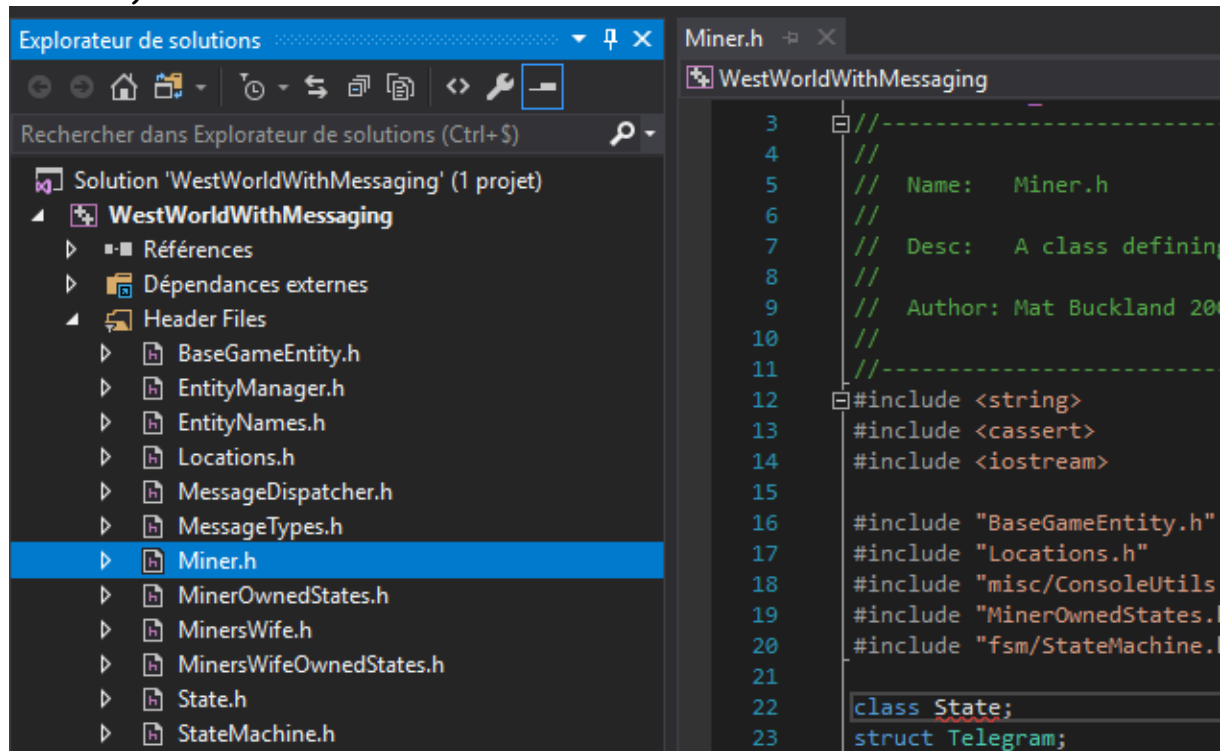 Explorateur de solutions
Rechercher dans Explorateur de solutions (Ctrl+$)
Solution 'WestWorldWithMessaging' (1 projet)
WestWorldWithMessaging
Références
Dépendances externes
Header Files
BaseGameEntity.h
EntityManager.h
EntityNames.h
Locations.h
MessageDispatcher.h
MessageTypes.h
Miner.h
MinerOwnedStates.h
MinersWife.h
MinersWifeOwnedStates.h
State.h
StateMachine.h
Miner.h
WestWorldWithMessaging
3 //---------------------------
4 //
5 // Name: Miner.h
6 //
7 // Desc: A class defining
8 //
9 // Author: Mat Buckland 200
10 //
11 //---------------------------
12 #include <string>
13 #include <cassert>
14 #include <iostream>
15
16 #include "BaseGameEntity.h"
17 #include "Locations.h"
18 #include "misc/ConsoleUtils
19 #include "MinerOwnedStates.h
20 #include "fsm/StateMachine.h
21
22 class State;
23 struct Telegram;